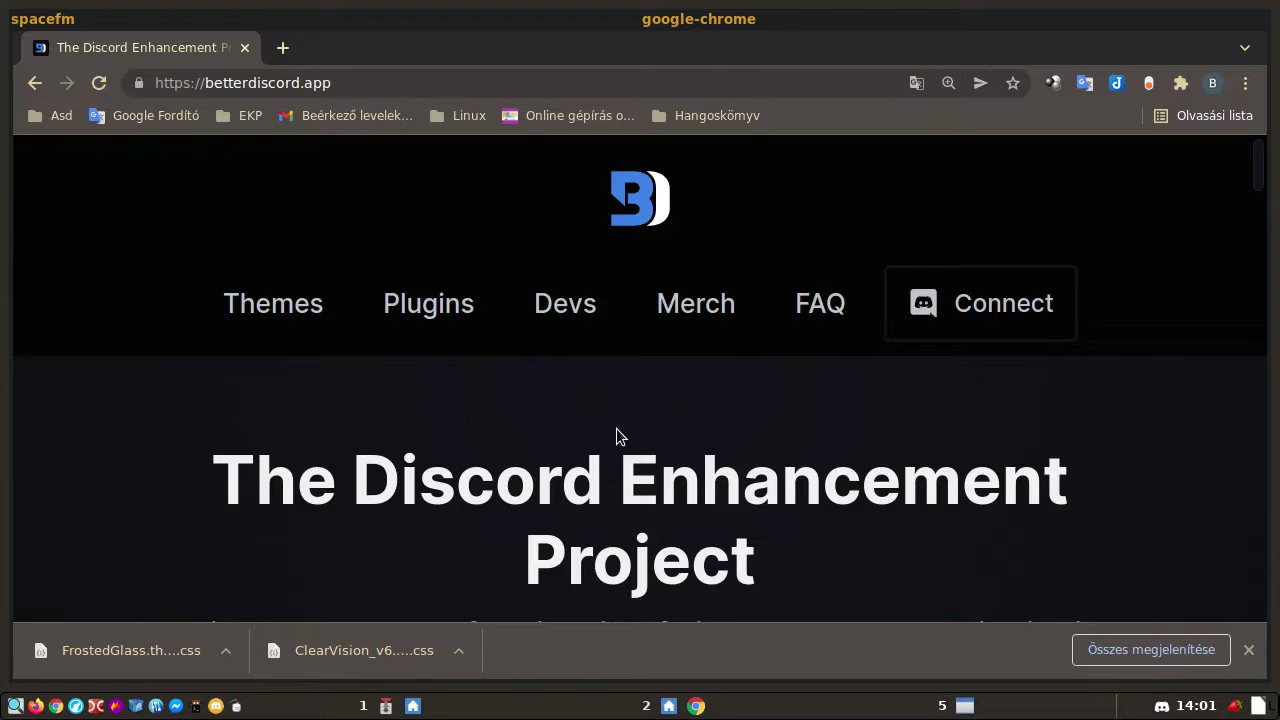 spacefm google-chrome
The Discord Enhancement P
https://betterdiscord.app
B
Asd Google Fordító EKP Beérkező levelek... Linux Online gépírás o... Hangoskönyv Olvasási lista
Themes Plugins Devs Merch FAQ Connect
The Discord Enhancement
Project
FrostedGlass.th....css ClearVision_v6.....css Összes megjelenítése
1 2 5 14:01